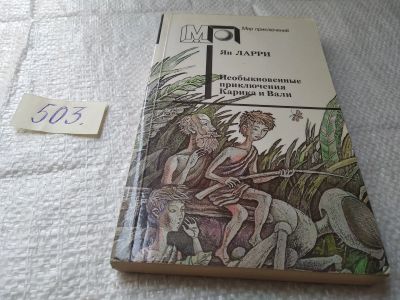 МП
Мир приключений
Ян ЛАРРИ
Необыкновенные
приключения
Карика и Вали
503.